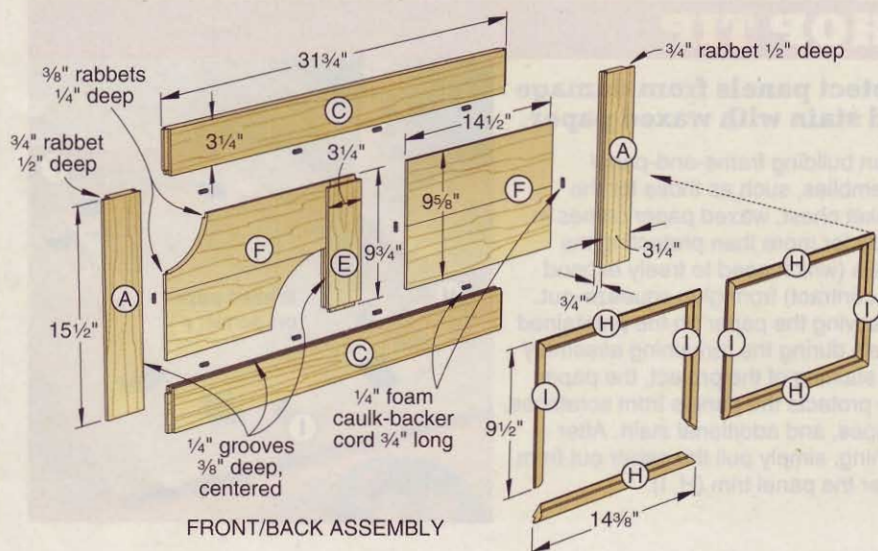 HOP TIP
tect panels from damage
d stain with waxed paper
31¾"
¾" rabbet ½" deep
⅜" rabbets
¼" deep
C
14½"
3¼"
¾" rabbet
½" deep
3¼"
A
F
9⅝"
F
E
9¾"
3¼"
A
H
¾"
I
15½"
A
H
I
I
C
I
H
¼" foam
caulk-backer
cord ¾" long
9½"
¼" grooves
⅜" deep,
centered
H
14⅜"
FRONT/BACK ASSEMBLY